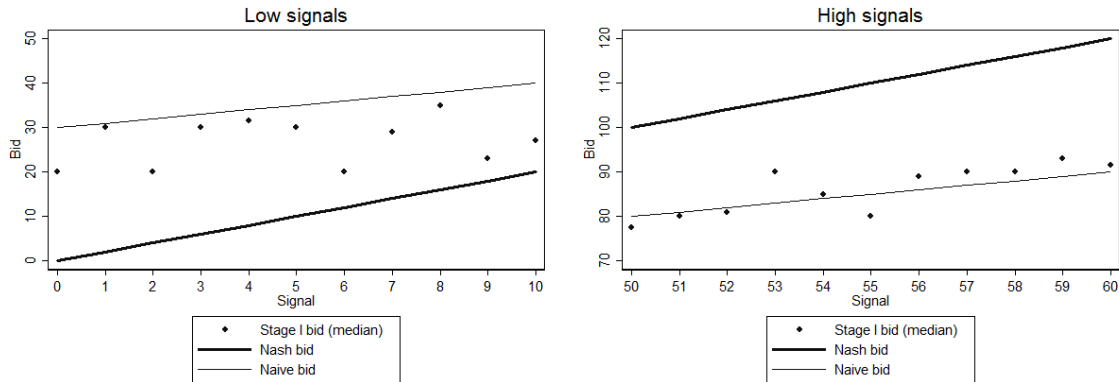 Low signals
50
40
30
20
10
0
Bid
0 1 2 3 4 5 6 7 8 9 10
Signal
Stage I bid (median)
Nash bid
Naive bid
High signals
120
110
100
90
80
70
Bid
50 51 52 53 54 55 56 57 58 59 60
Signal
Stage I bid (median)
Nash bid
Naive bid